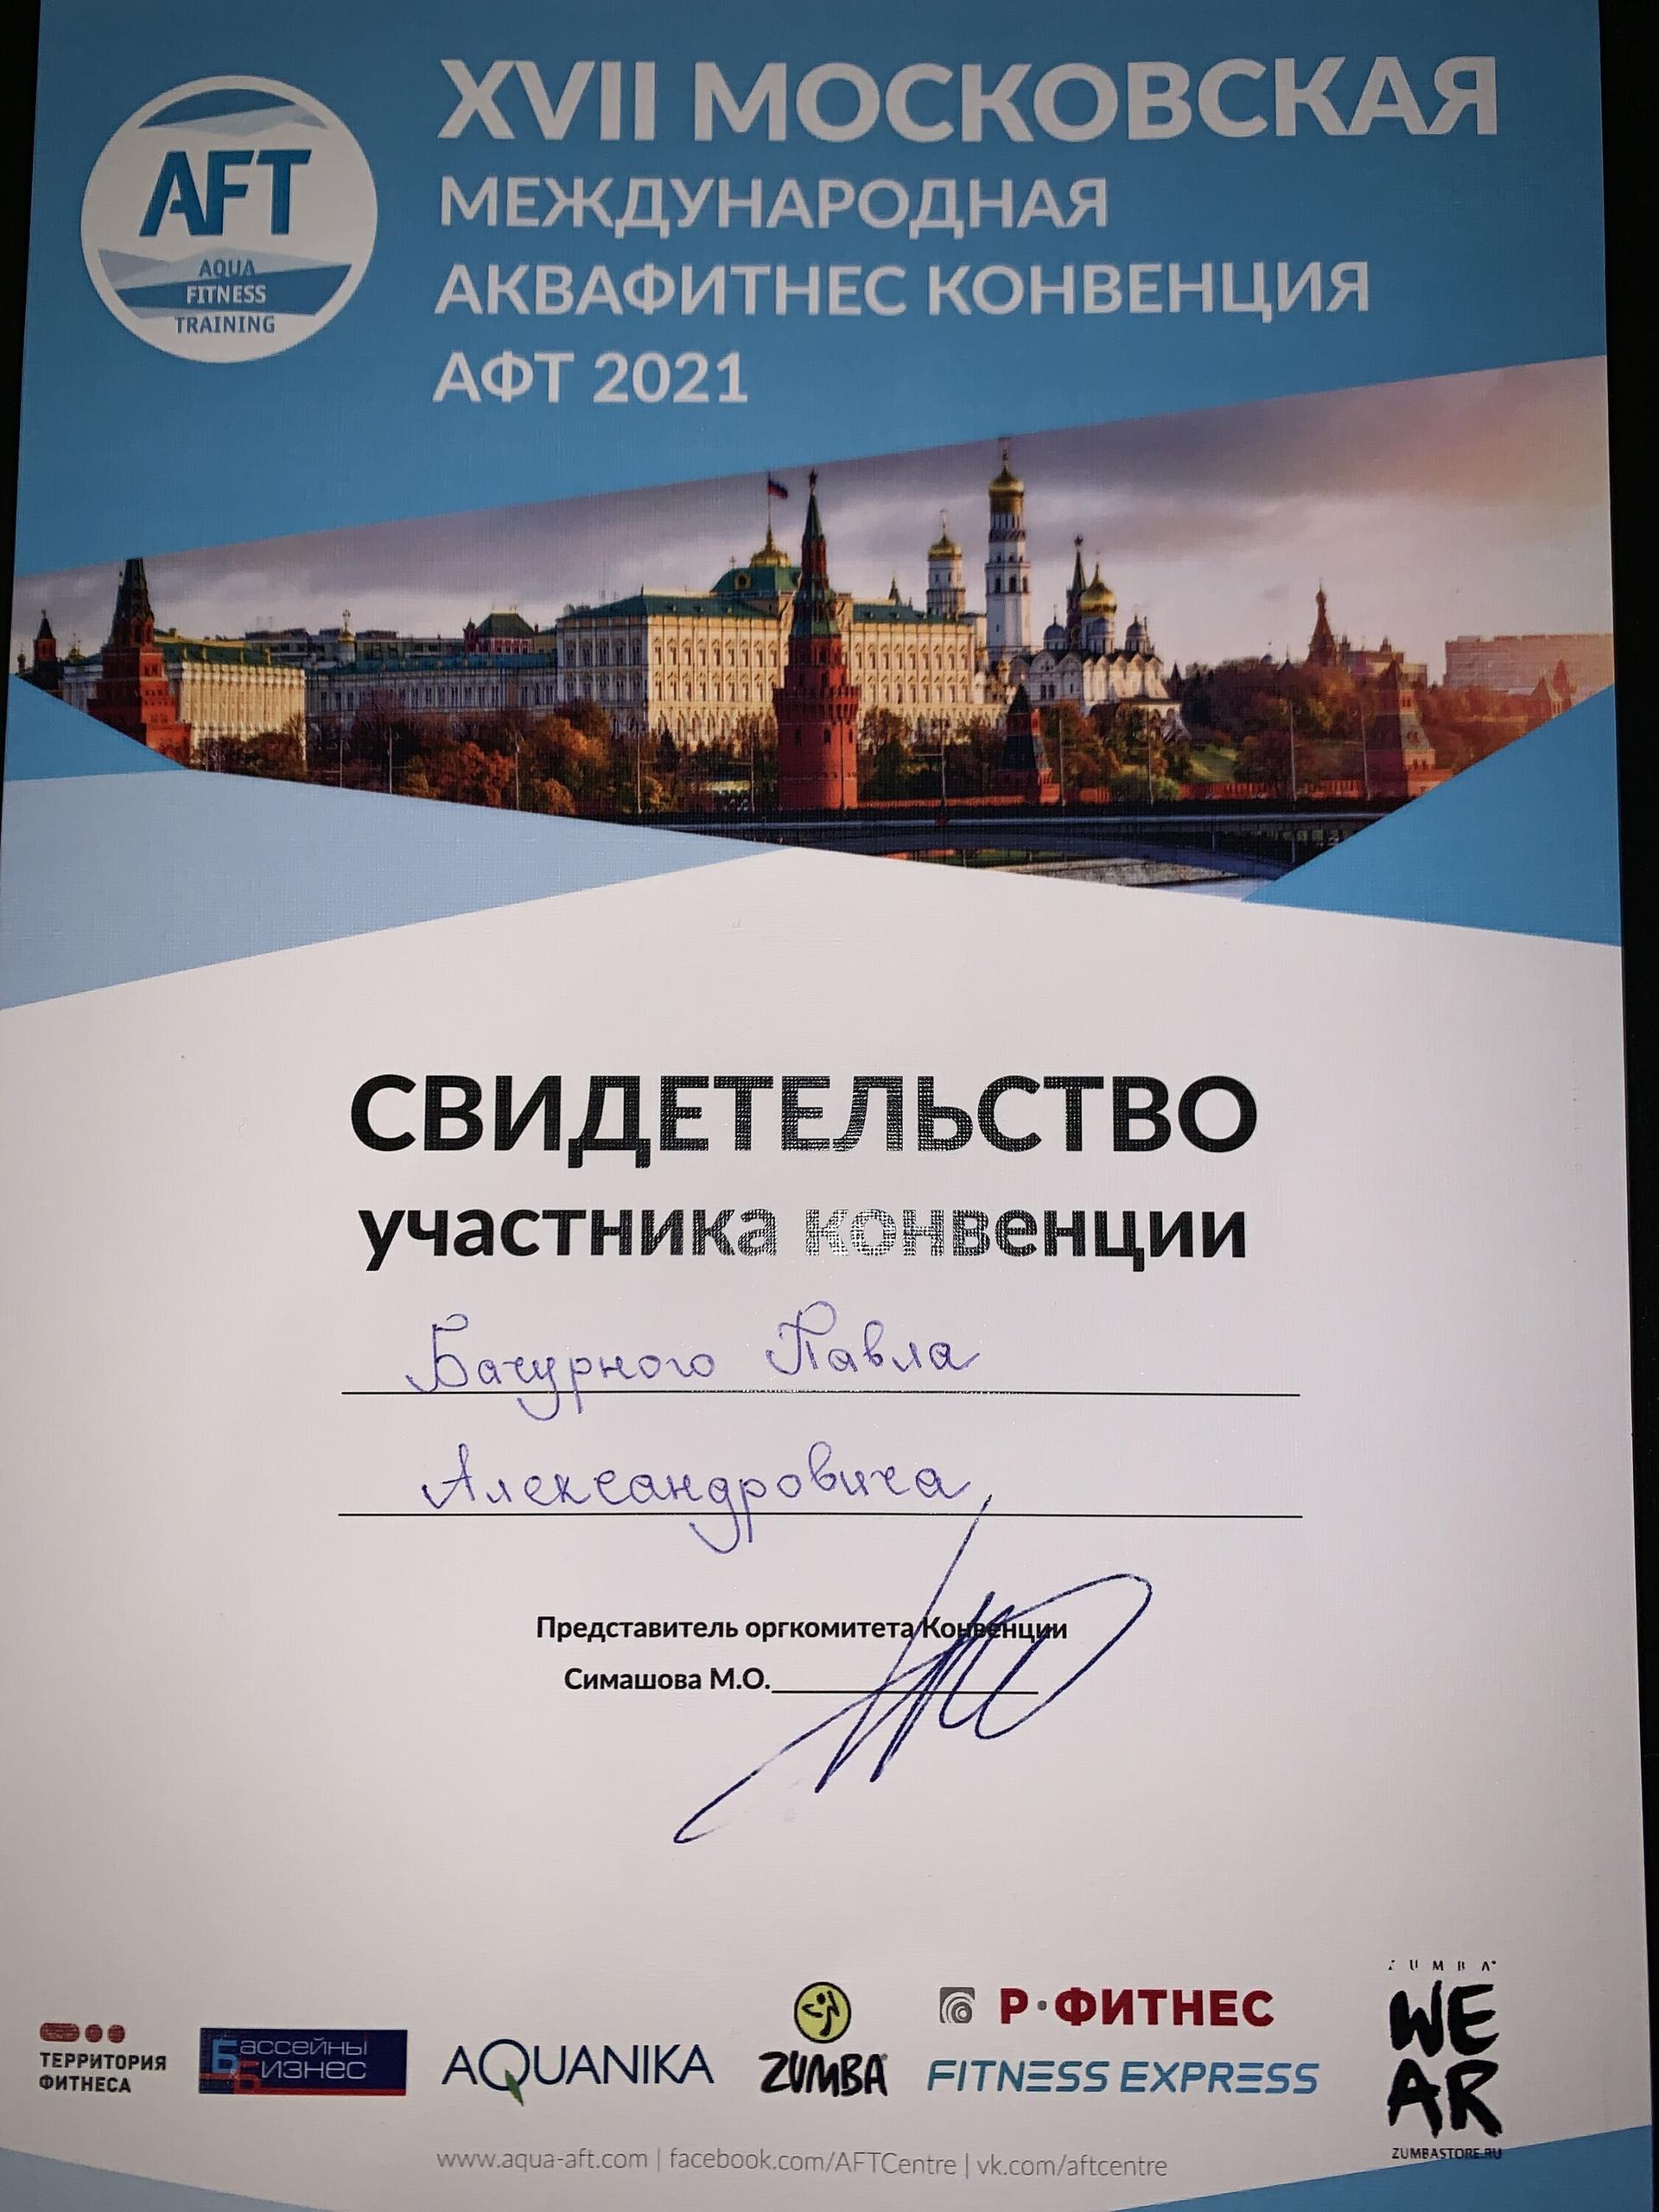 XVII МОСКОВСКАЯ
МЕЖДУНАРОДНАЯ
АКВАФИТНЕС КОНВЕНЦИЯ
АФТ 2021
AFT
AQUA
FITNESS
TRAINING
СВИДЕТЕЛЬСТВО
участника конвенции
Бачурного Павла
Александровича
Представитель оргкомитета Конвенции
Симашова М.О.
ТЕРРИТОРИЯ
ФИТНЕСА
Бассейны
Бизнес
AQUANIKA
ZUMBA
Р·ФИТНЕС
FITNESS EXPRESS
ZUMBA
WE
AR
ZUMBASTORE.RU
www.aqua-aft.com | facebook.com/AFTCentre | vk.com/aftcentre